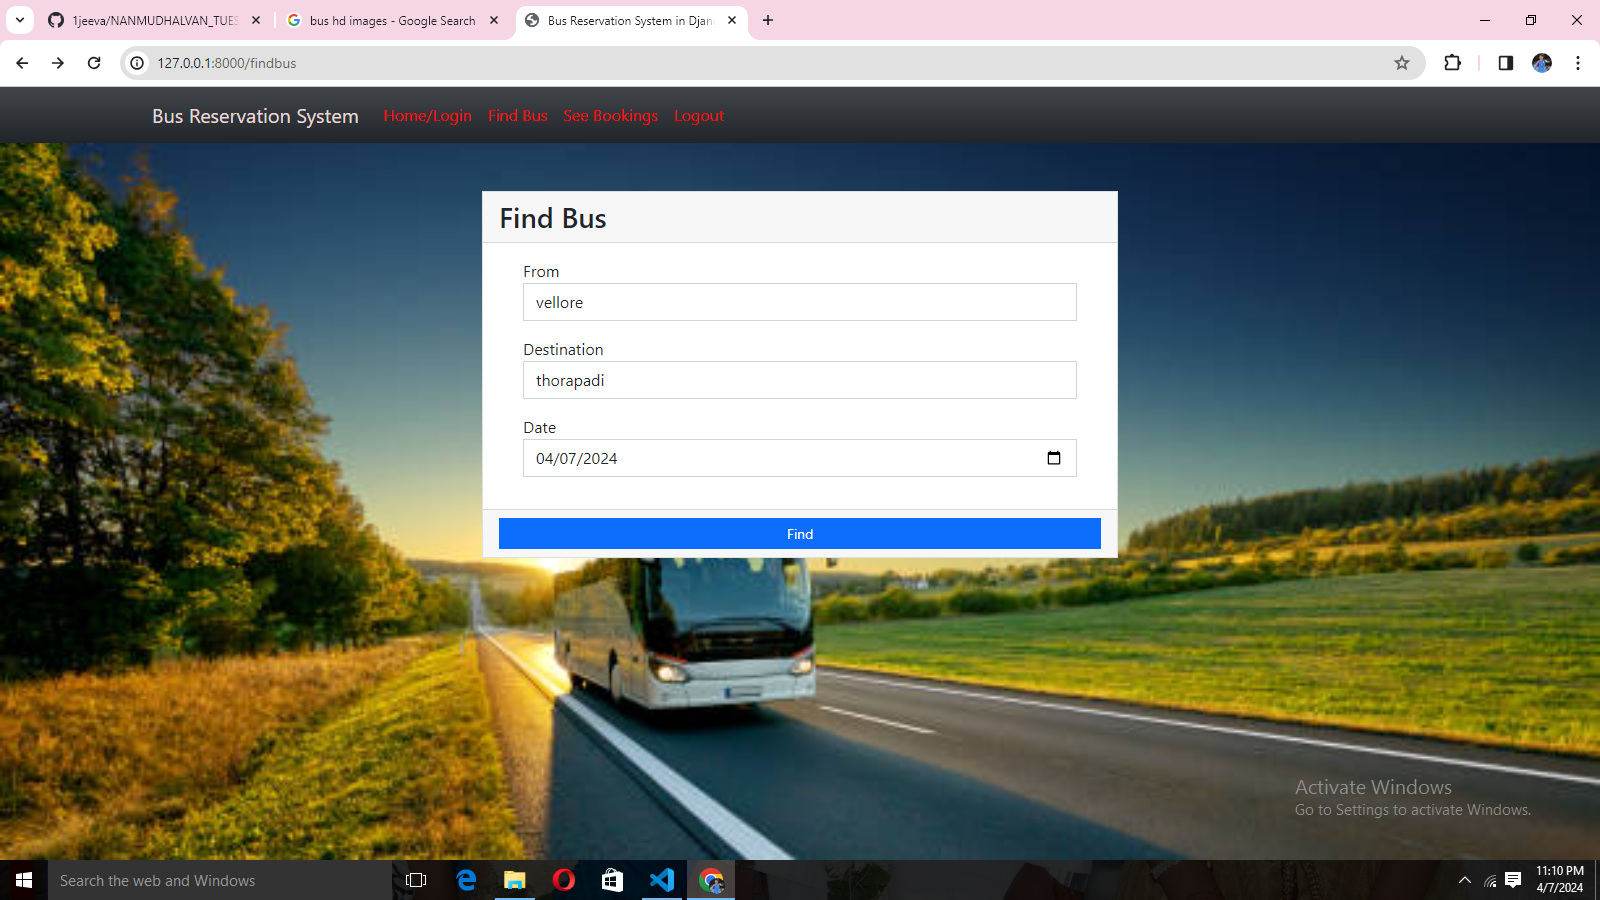 1jeeva/NANMUDHALVAN_TUES
bus hd images - Google Search
Bus Reservation System in Djan
127.0.0.1:8000/findbus
Bus Reservation System
Home/Login
Find Bus
See Bookings
Logout
Find Bus
From
vellore
Destination
thorapadi
Date
04/07/2024
Find
Activate Windows
Go to Settings to activate Windows.
Search the web and Windows
11:10 PM
4/7/2024